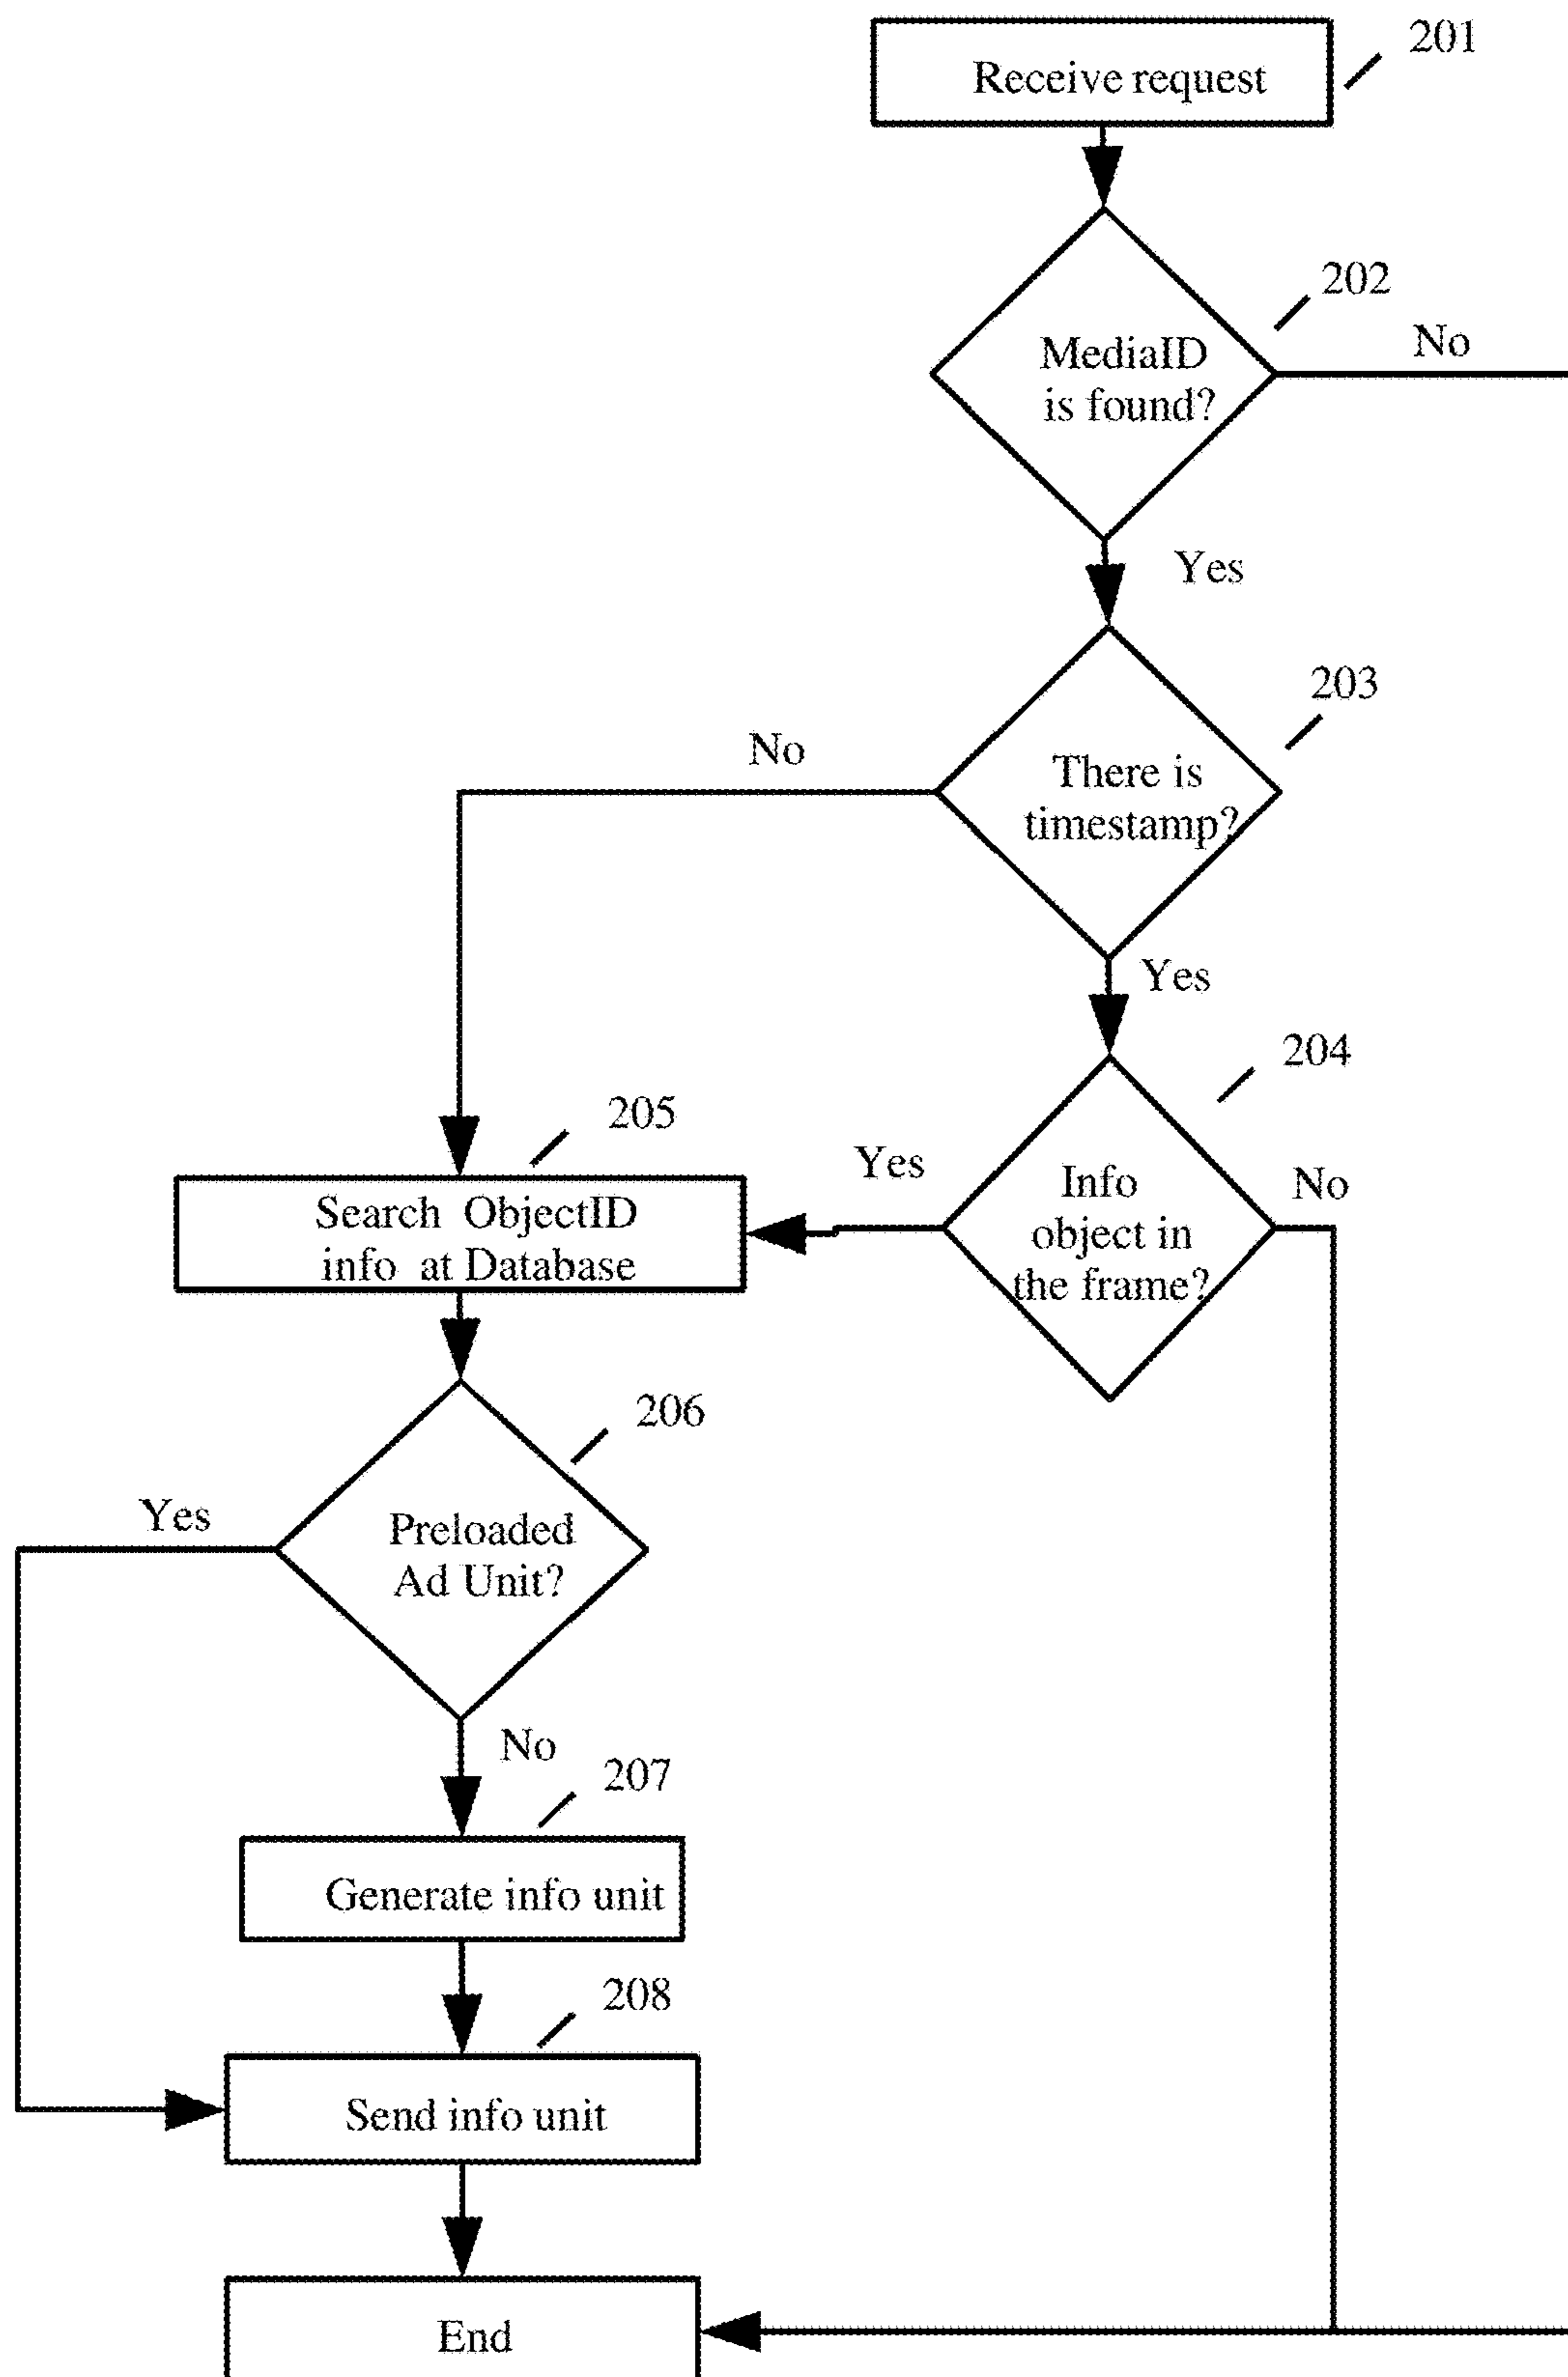 201
Receive request
202
No
MediaID
is found?
Yes
203
No
There is
timestamp?
Yes
204
205
Yes
Info
object in
the frame?
No
Search ObjectID
info at Database
206
Yes
Preloaded
Ad Unit?
No
207
Generate info unit
208
Send info unit
End